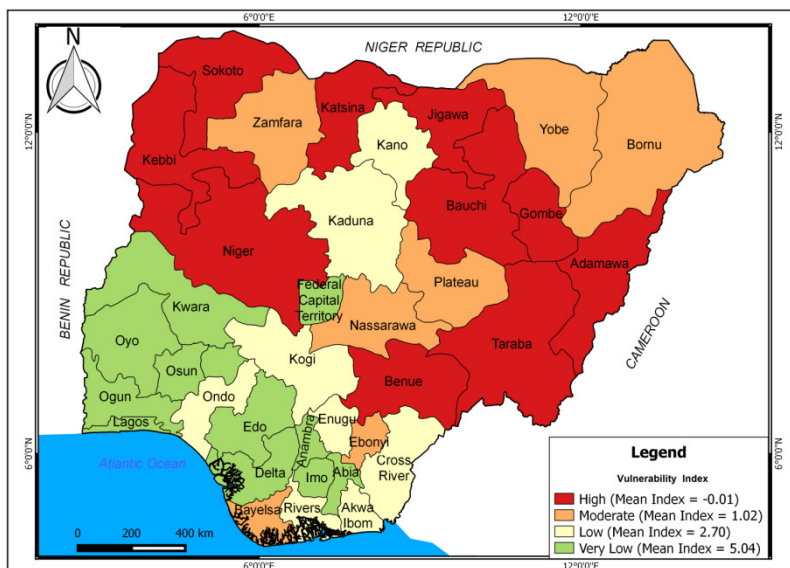 6°0'0"E
12°0'0"E
N
NIGER REPUBLIC
Sokoto
Katsina
Jigawa
Zamfara
Yobe
Bornu
12°0'0"N
12°0'0"N
Kano
Kebbi
Bauchi
Gombe
Kaduna
Niger
Adamawa
BENIN REPUBLIC
Plateau
Federal
Capital
Territory
Kwara
Nassarawa
CAMEROON
Oyo
Taraba
Kogi
Osun
Benue
Ondo
Ogun
Enugu
Lagos
Edo
Anambra
Ebonyi
6°0'0"N
6°0'0"N
Atlantic Ocean
Delta
Imo
Abia
Cross
River
Bayelsa
Rivers
Akwa
Ibom
0 200 400 km
Legend
Vulnerability Index
High (Mean Index = -0.01)
Moderate (Mean Index = 1.02)
Low (Mean Index = 2.70)
Very Low (Mean Index = 5.04)
6°0'0"E
12°0'0"E